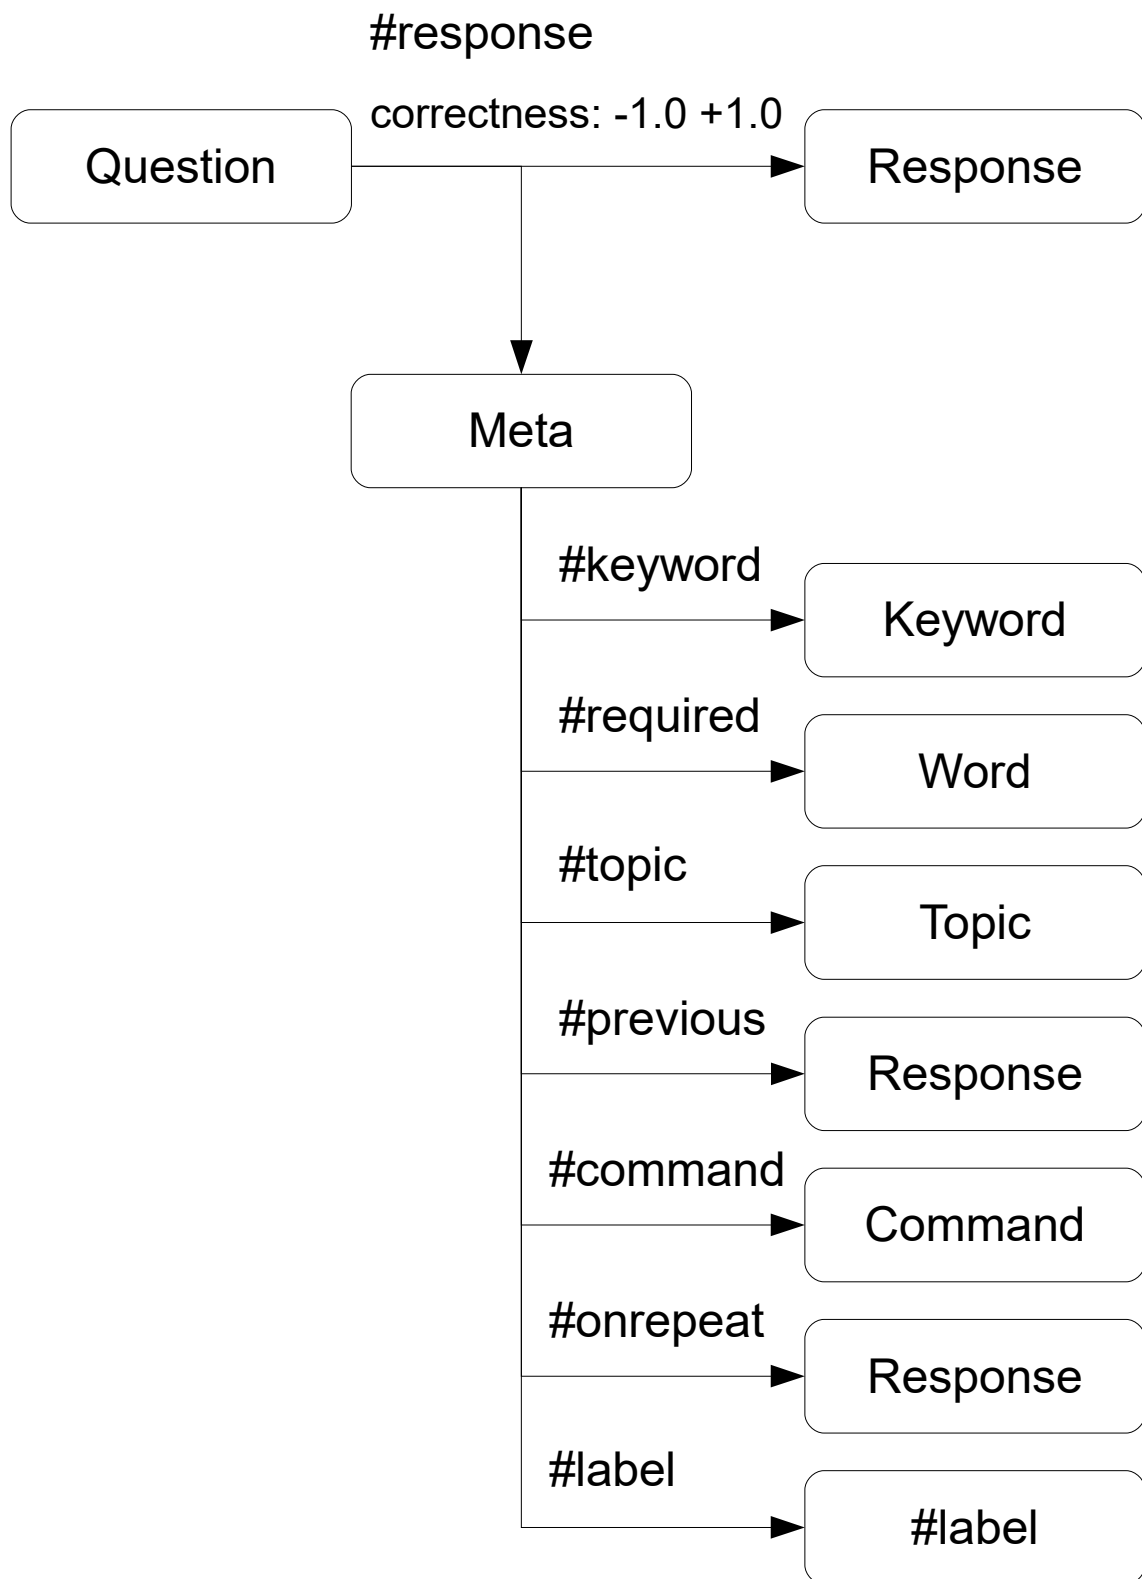 #response
correctness: -1.0 +1.0
Question
Response
Meta
#keyword
Keyword
#required
Word
#topic
Topic
#previous
Response
#command
Command
#onrepeat
Response
#label
#label